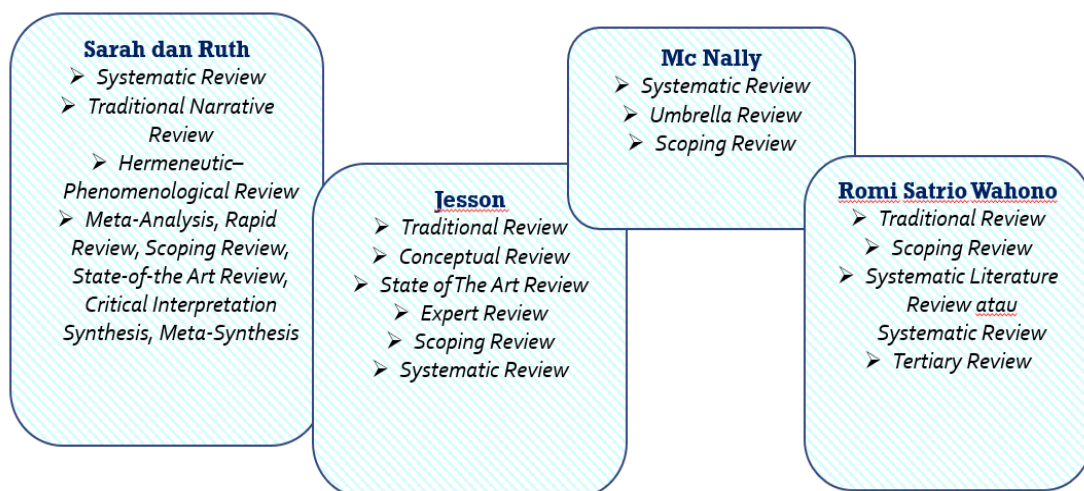 Sarah dan Ruth
➢ Systematic Review
➢ Traditional Narrative
Review
➢ Hermeneutic–
Phenomenological Review
➢ Meta-Analysis, Rapid
Review, Scoping Review,
State-of-the Art Review,
Critical Interpretation
Synthesis, Meta-Synthesis
Jesson
➢ Traditional Review
➢ Conceptual Review
➢ State of The Art Review
➢ Expert Review
➢ Scoping Review
➢ Systematic Review
Mc Nally
➢ Systematic Review
➢ Umbrella Review
➢ Scoping Review
Romi Satrio Wahono
➢ Traditional Review
➢ Scoping Review
➢ Systematic Literature
Review atau
Systematic Review
➢ Tertiary Review